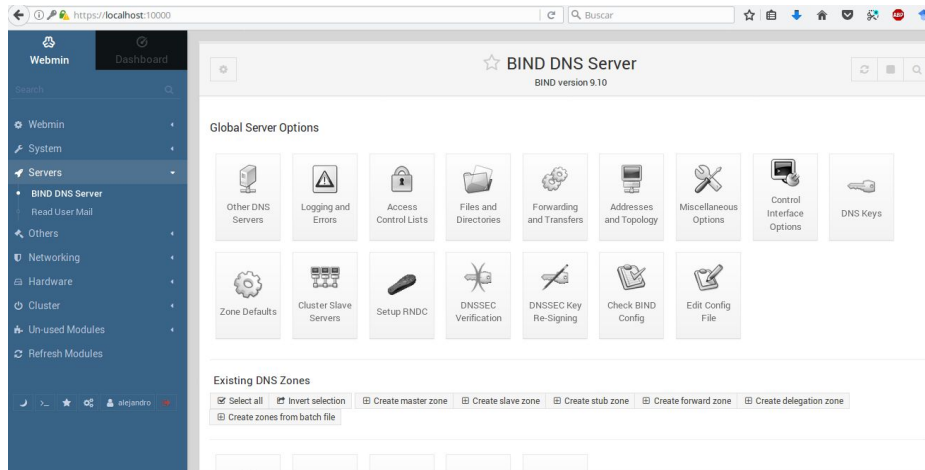 https://localhost:10000
Buscar
ABP
Webmin
Dashboard
Search
Webmin
System
Servers
BIND DNS Server
Read User Mail
Others
Networking
Hardware
Cluster
Un-used Modules
Refresh Modules
alejandro
BIND DNS Server
BIND version 9.10
Global Server Options
Other DNS
Servers
Logging and
Errors
Access
Control Lists
Files and
Directories
Forwarding
and Transfers
Addresses
and Topology
Miscellaneous
Options
Control
Interface
Options
DNS Keys
Zone Defaults
Cluster Slave
Servers
Setup RNDC
DNSSEC
Verification
DNSSEC Key
Re-Signing
Check BIND
Config
Edit Config
File
Existing DNS Zones
Select all
Invert selection
Create master zone
Create slave zone
Create stub zone
Create forward zone
Create delegation zone
Create zones from batch file